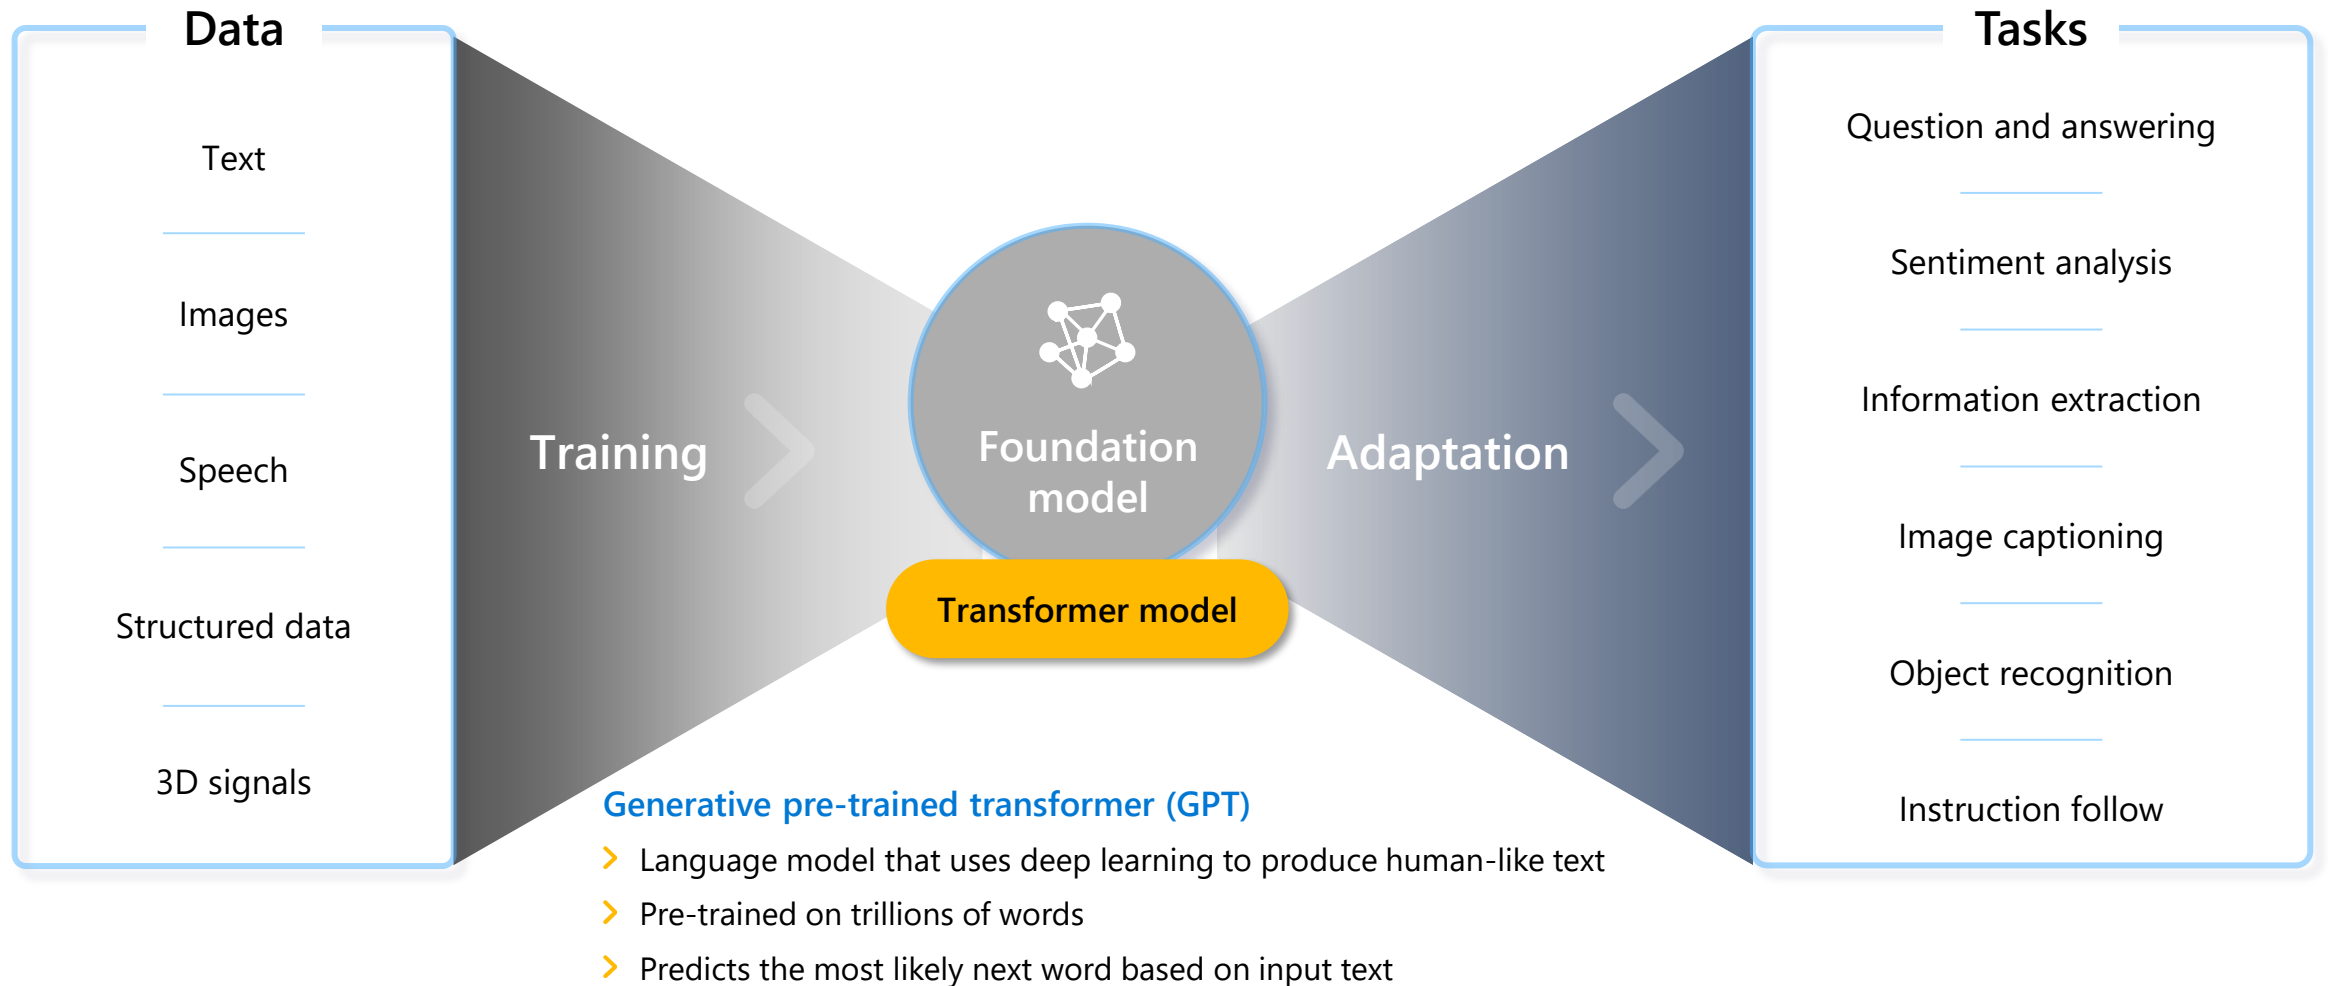 Data
Text
Images
Speech
Structured data
3D signals
Training
Foundation
model
Transformer model
Adaptation
Tasks
Question and answering
Sentiment analysis
Information extraction
Image captioning
Object recognition
Instruction follow
Generative pre-trained transformer (GPT)
Language model that uses deep learning to produce human-like text
Pre-trained on trillions of words
Predicts the most likely next word based on input text